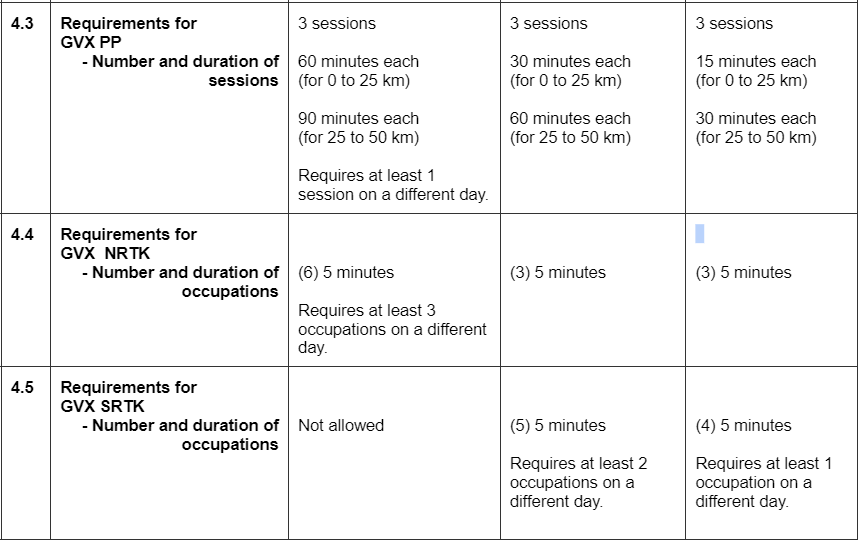 4.3
Requirements for
GVX PP
- Number and duration of
sessions
3 sessions
60 minutes each
(for 0 to 25 km)
90 minutes each
(for 25 to 50 km)
Requires at least 1
session on a different day.
3 sessions
30 minutes each
(for 0 to 25 km)
60 minutes each
(for 25 to 50 km)
3 sessions
15 minutes each
(for 0 to 25 km)
30 minutes each
(for 25 to 50 km)
4.4
Requirements for
GVX  NRTK
- Number and duration of
occupations
(6) 5 minutes
Requires at least 3
occupations on a different
day.
(3) 5 minutes
(3) 5 minutes
4.5
Requirements for
GVX SRTK
- Number and duration of
occupations
Not allowed
(5) 5 minutes
Requires at least 2
occupations on a
different day.
(4) 5 minutes
Requires at least 1
occupation on a
different day.